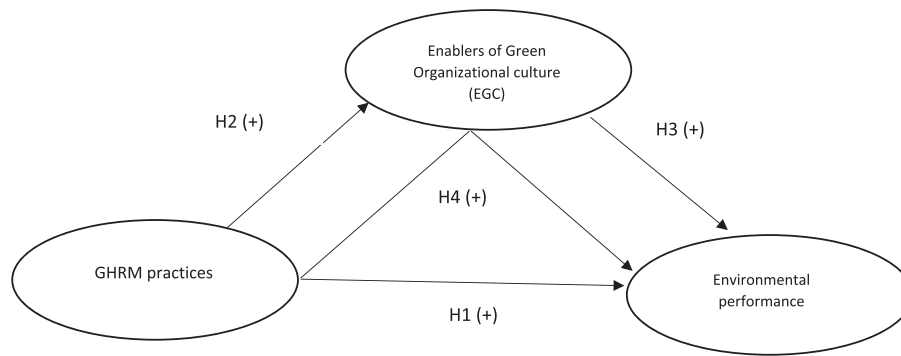 Enablers of Green
Organizational culture
(EGC)
H2 (+)
H3 (+)
H4 (+)
GHRM practices
Environmental
performance
H1 (+)